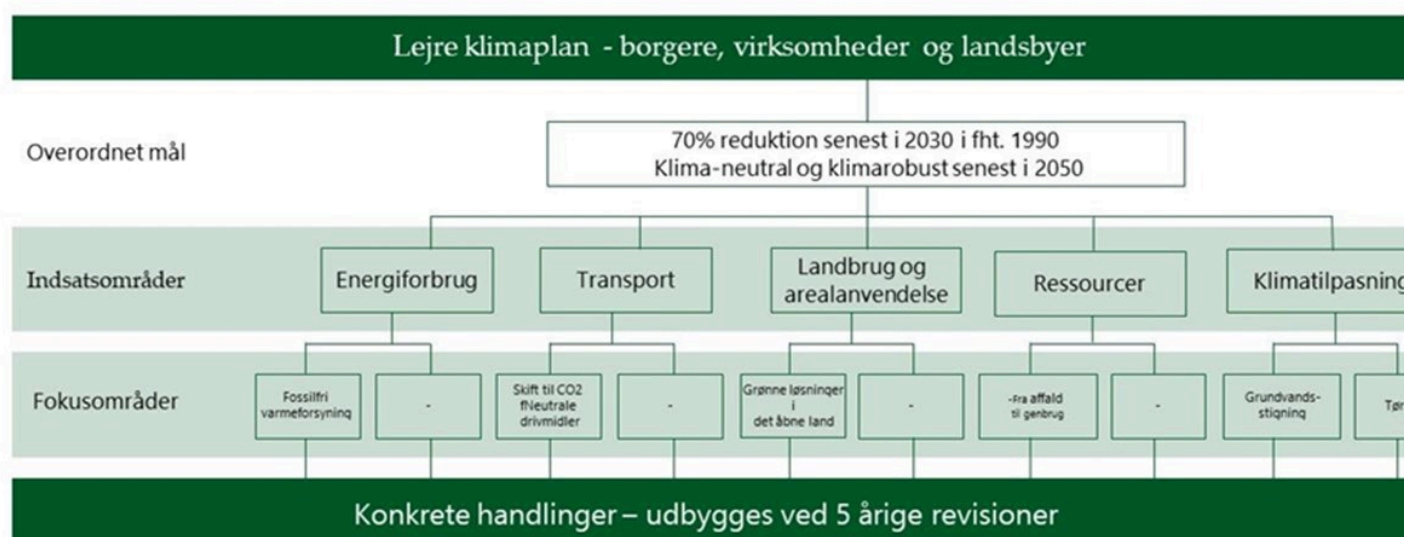 Lejre klimaplan - borgere, virksomheder og landsbyer
Overordnet mål
70% reduktion senest i 2030 i fht. 1990
Klima-neutral og klimarobust senest i 2050
Indsatsområder
Energiforbrug
Transport
Landbrug og
arealanvendelse
Ressourcer
Klimatilpasning
Fokusområder
Fossilfri
varmeforsyning
-
Skift til CO2
fNeutrale
drivmidler
-
Grønne løsninger
i
det åbne land
-
-Fra affald
til genbrug
-
Grundvands-
stigning
Konkrete handlinger – udbygges ved 5 årige revisioner